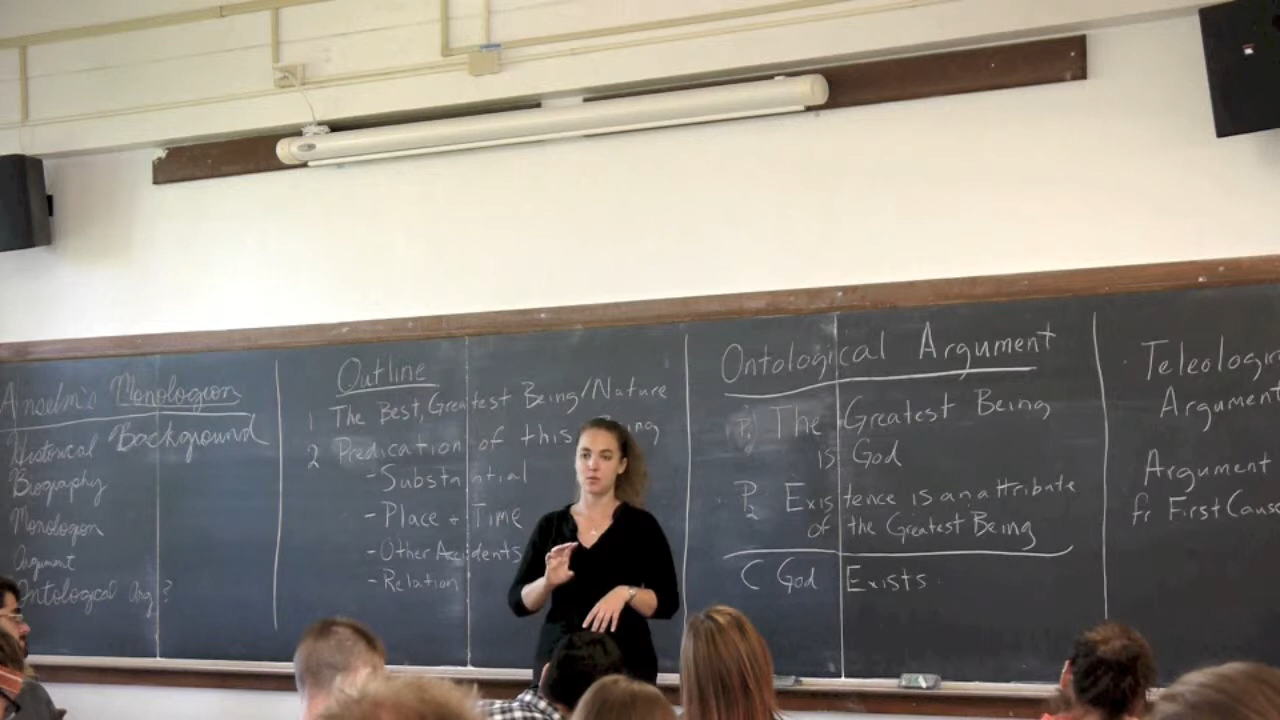 Anselm's Monologion
Historical Background
Biography
Monologion
Argument
Ontological Arg ?
Outline
1 The Best, Greatest Being/Nature
2 Predication of this
- Substantial
- Place + Time
- Other Accidents
- Relation
Ontological Argument
P1 The Greatest Being
is God
P2 Existence is an attribute
of the Greatest Being
C God Exists
Argument
Argument
fr First Cause